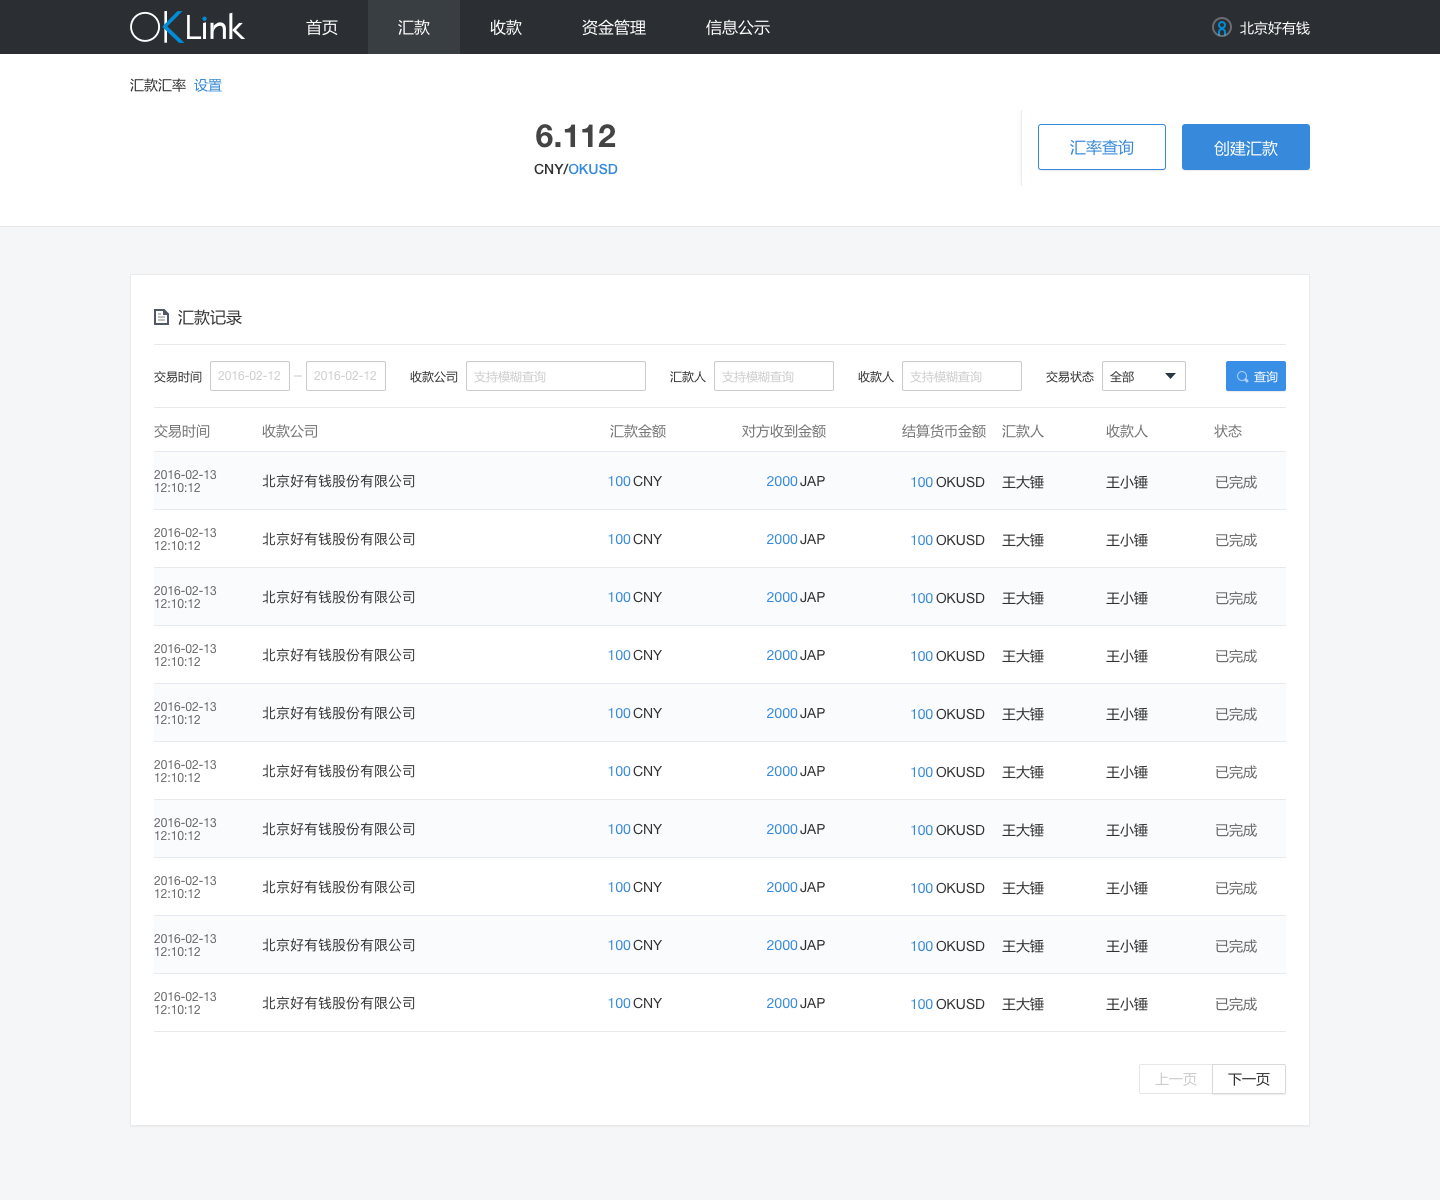 OKLink 首页 汇款 收款 资金管理 信息公示 北京好有钱
汇款汇率 设置
6.112
CNY/OKUSD
汇率查询 创建汇款
汇款记录
交易时间 2016-02-12 – 2016-02-12 收款公司 支持模糊查询 汇款人 支持模糊查询 收款人 支持模糊查询 交易状态 全部 查询
交易时间 收款公司 汇款金额 对方收到金额 结算货币金额 汇款人 收款人 状态
2016-02-13
12:10:12 北京好有钱股份有限公司 100 CNY 2000 JAP 100 OKUSD 王大锤 王小锤 已完成
2016-02-13
12:10:12 北京好有钱股份有限公司 100 CNY 2000 JAP 100 OKUSD 王大锤 王小锤 已完成
2016-02-13
12:10:12 北京好有钱股份有限公司 100 CNY 2000 JAP 100 OKUSD 王大锤 王小锤 已完成
2016-02-13
12:10:12 北京好有钱股份有限公司 100 CNY 2000 JAP 100 OKUSD 王大锤 王小锤 已完成
2016-02-13
12:10:12 北京好有钱股份有限公司 100 CNY 2000 JAP 100 OKUSD 王大锤 王小锤 已完成
2016-02-13
12:10:12 北京好有钱股份有限公司 100 CNY 2000 JAP 100 OKUSD 王大锤 王小锤 已完成
2016-02-13
12:10:12 北京好有钱股份有限公司 100 CNY 2000 JAP 100 OKUSD 王大锤 王小锤 已完成
2016-02-13
12:10:12 北京好有钱股份有限公司 100 CNY 2000 JAP 100 OKUSD 王大锤 王小锤 已完成
2016-02-13
12:10:12 北京好有钱股份有限公司 100 CNY 2000 JAP 100 OKUSD 王大锤 王小锤 已完成
2016-02-13
12:10:12 北京好有钱股份有限公司 100 CNY 2000 JAP 100 OKUSD 王大锤 王小锤 已完成
上一页 下一页